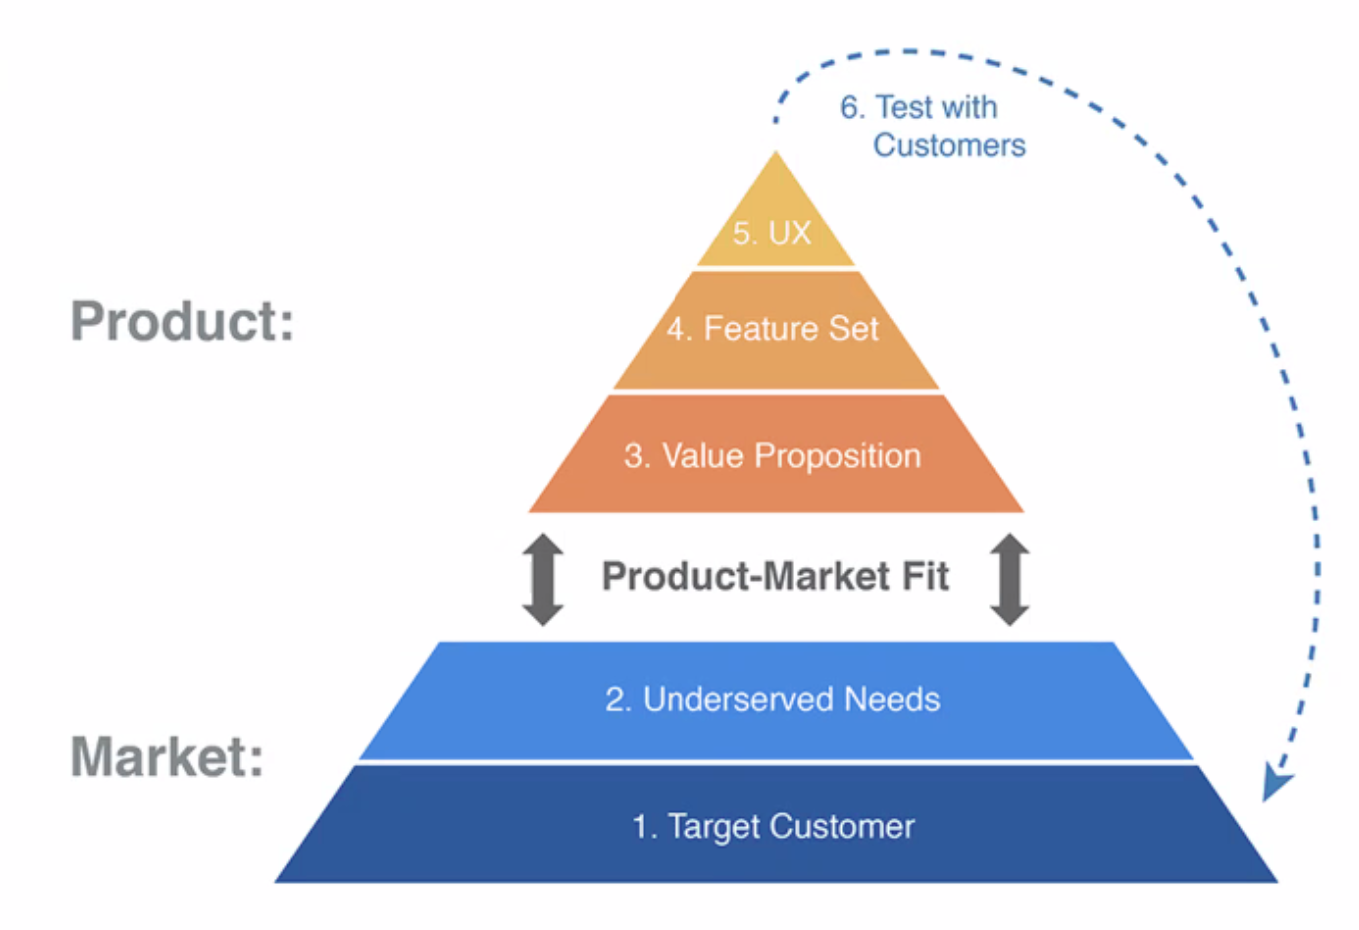 6. Test with
Customers
5. UX
Product:
4. Feature Set
3. Value Proposition
Product-Market Fit
2. Underserved Needs
Market:
1. Target Customer